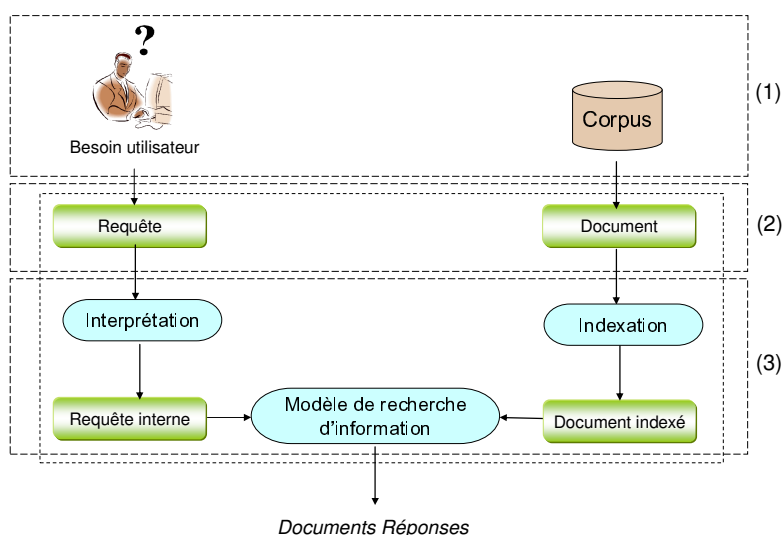 ?
(1)
Corpus
Besoin utilisateur
Requête
Document
(2)
Interprétation
Indexation
(3)
Requête interne
Modèle de recherche
d'information
Document indexé
Documents Réponses